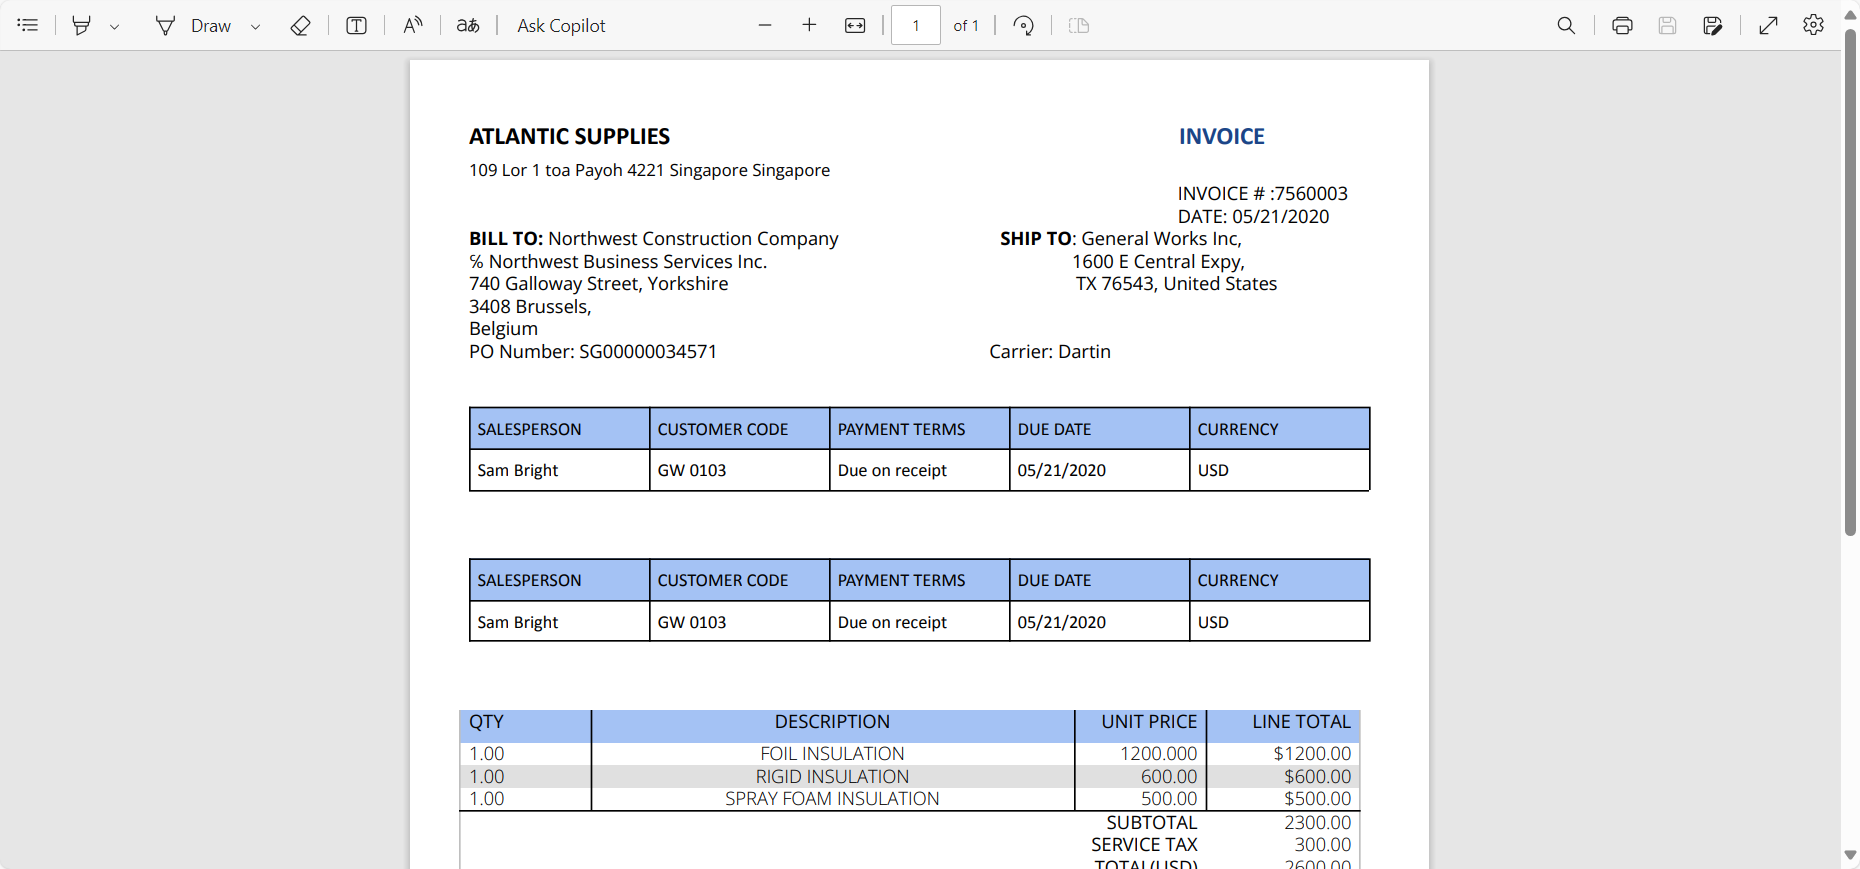 Draw
Ask Copilot
1 of 1
ATLANTIC SUPPLIES
INVOICE
109 Lor 1 toa Payoh 4221 Singapore Singapore
INVOICE # :7560003
DATE: 05/21/2020
BILL TO: Northwest Construction Company
SHIP TO: General Works Inc,
℅ Northwest Business Services Inc.
1600 E Central Expy,
740 Galloway Street, Yorkshire
TX 76543, United States
3408 Brussels,
Belgium
PO Number: SG00000034571
Carrier: Dartin
SALESPERSON CUSTOMER CODE PAYMENT TERMS DUE DATE CURRENCY
Sam Bright GW 0103 Due on receipt 05/21/2020 USD
SALESPERSON CUSTOMER CODE PAYMENT TERMS DUE DATE CURRENCY
Sam Bright GW 0103 Due on receipt 05/21/2020 USD
QTY DESCRIPTION UNIT PRICE LINE TOTAL
1.00 FOIL INSULATION 1200.000 $1200.00
1.00 RIGID INSULATION 600.00 $600.00
1.00 SPRAY FOAM INSULATION 500.00 $500.00
SUBTOTAL 2300.00
SERVICE TAX 300.00
TOTAL(USD) 2600.00